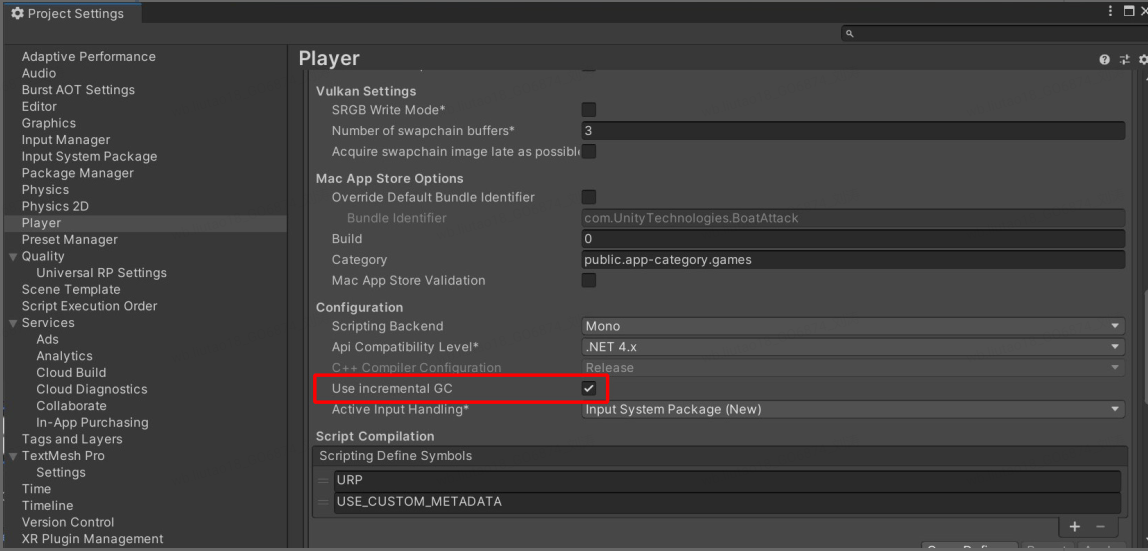 Project Settings
Adaptive Performance
Audio
Burst AOT Settings
Editor
Graphics
Input Manager
Input System Package
Package Manager
Physics
Physics 2D
Player
Preset Manager
Quality
Universal RP Settings
Scene Template
Script Execution Order
Services
Ads
Analytics
Cloud Build
Cloud Diagnostics
Collaborate
In-App Purchasing
Tags and Layers
TextMesh Pro
Settings
Time
Timeline
Version Control
XR Plugin Management
Player
Vulkan Settings
SRGB Write Mode*
Number of swapchain buffers* 3
Acquire swapchain image late as possible
Mac App Store Options
Override Default Bundle Identifier
Bundle Identifier com.UnityTechnologies.BoatAttack
Build 0
Category public.app-category.games
Mac App Store Validation
Configuration
Scripting Backend Mono
Api Compatibility Level* .NET 4.x
C++ Compiler Configuration Release
Use incremental GC
Active Input Handling* Input System Package (New)
Script Compilation
Scripting Define Symbols
URP
USE_CUSTOM_METADATA